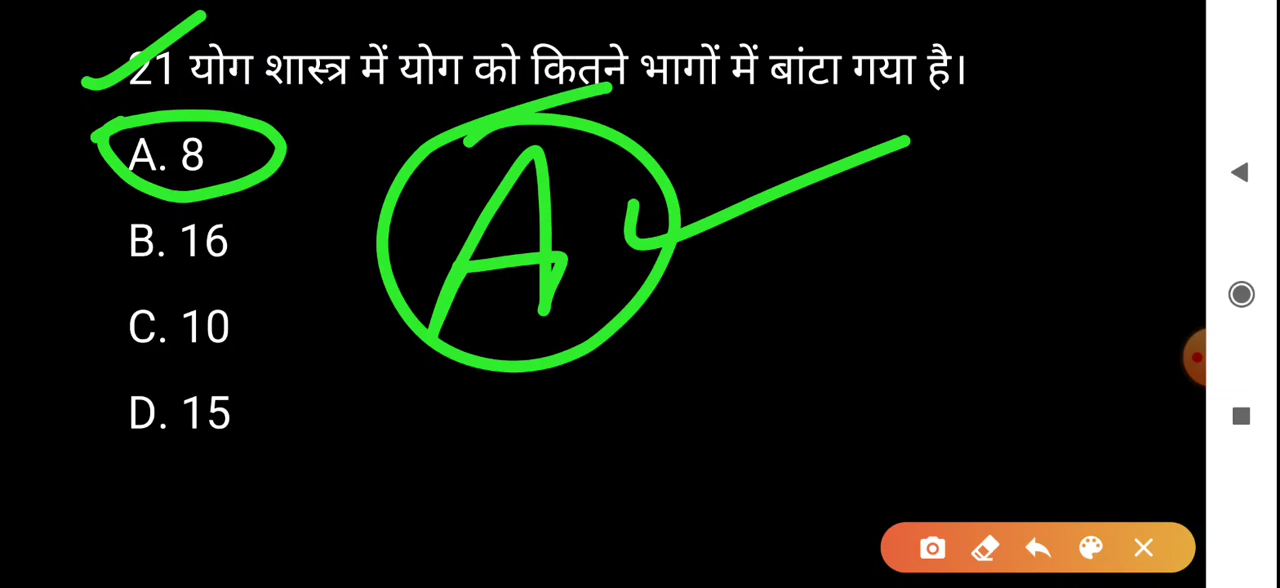 21 योग शास्त्र में योग को कितने भागों में बांटा गया है।
A. 8
A
B. 16
C. 10
D. 15